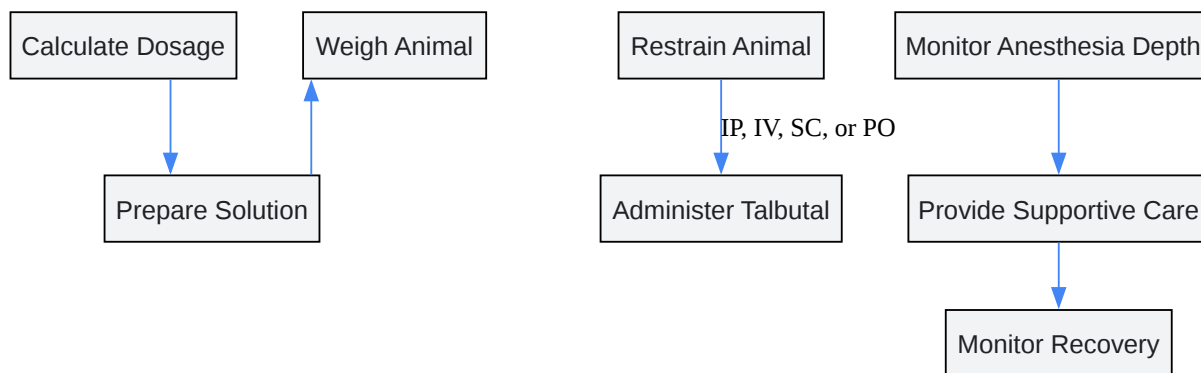 Calculate Dosage
Weigh Animal
Restrain Animal
Monitor Anesthesia Depth
IP, IV, SC, or PO
Prepare Solution
Administer Talbutal
Provide Supportive Care
Monitor Recovery